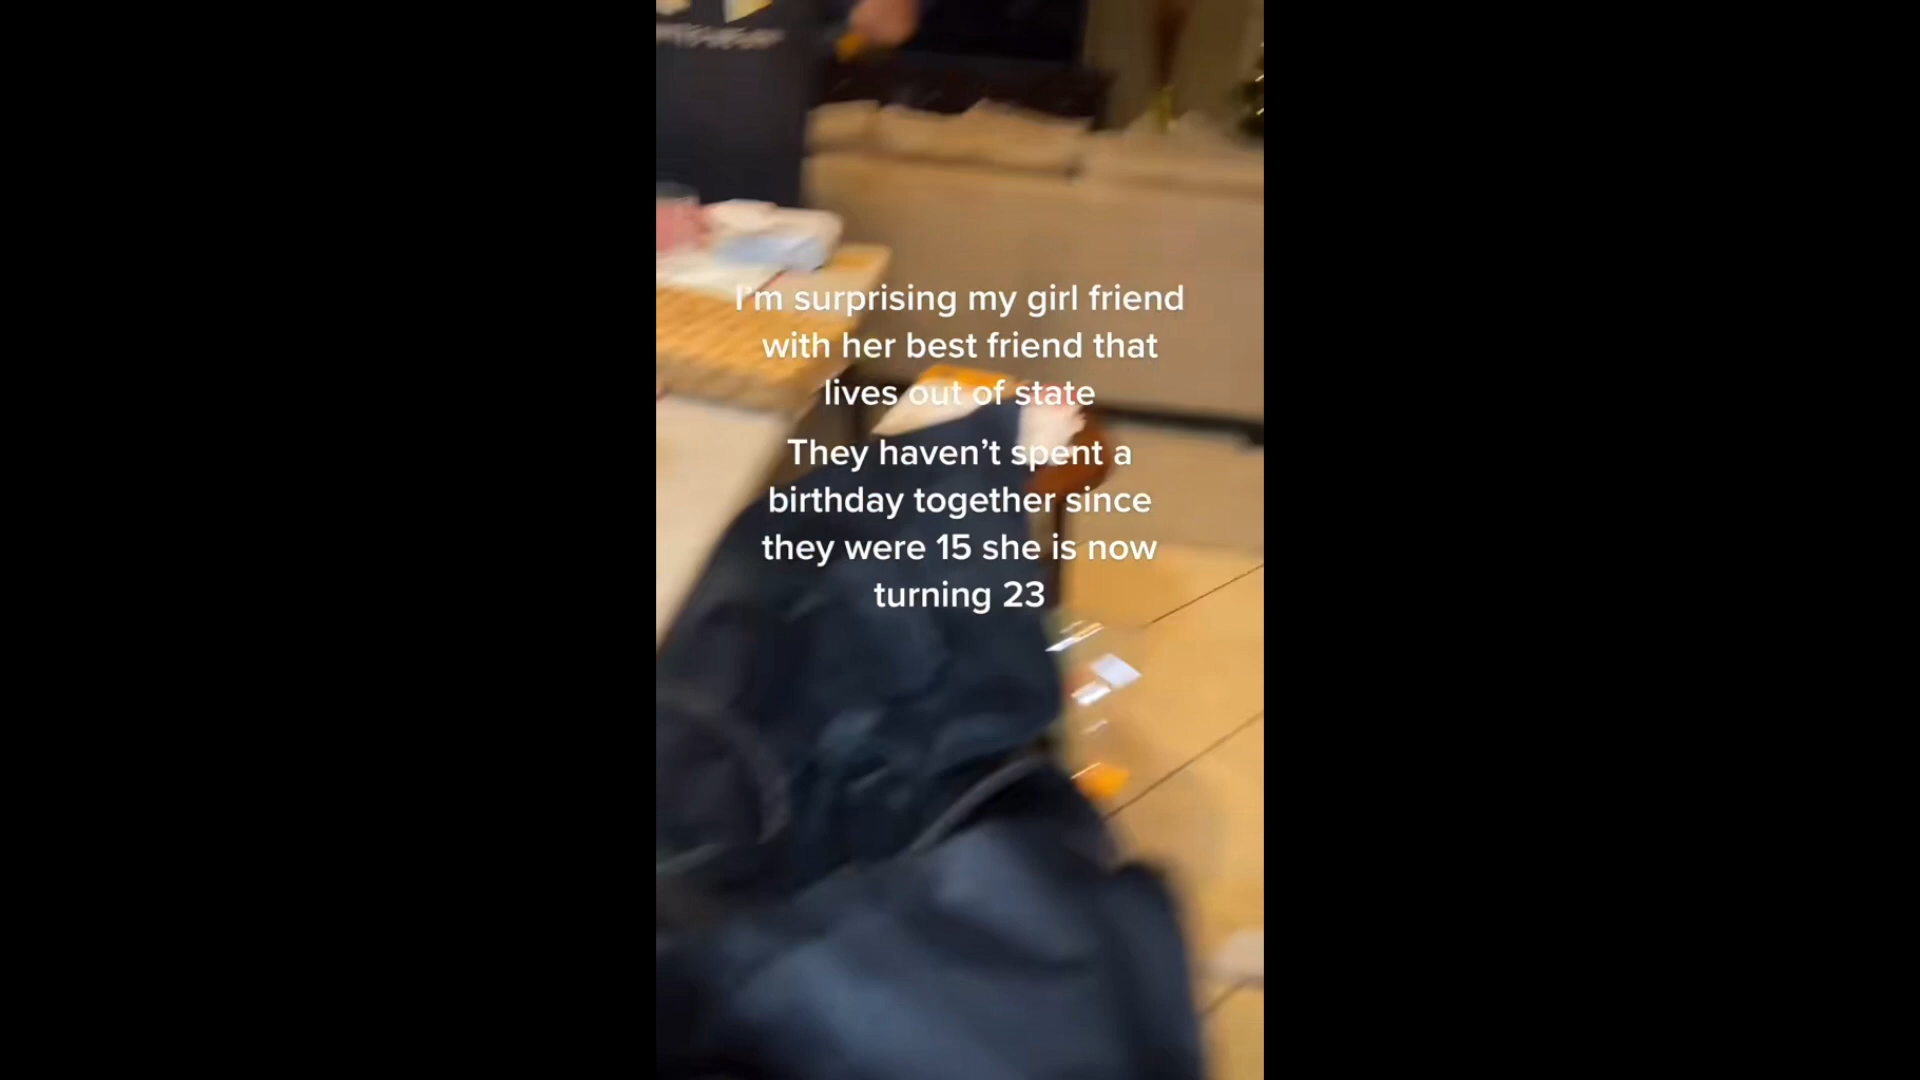 I'm surprising my girl friend
with her best friend that
lives out of state
They haven't spent a
birthday together since
they were 15 she is now
turning 23